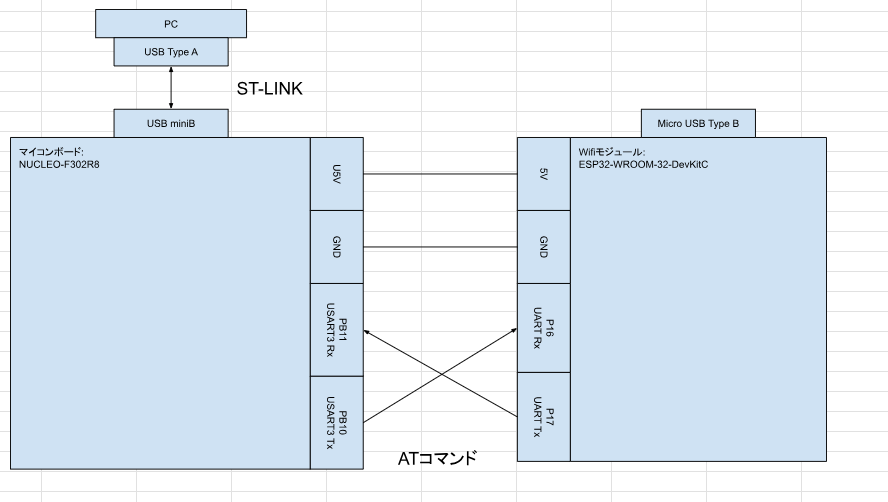 PC
USB Type A
ST-LINK
USB miniB
Micro USB Type B
マイコンボード:
NUCLEO-F302R8
U5V
GND
PB11
USART3 Rx
PB10
USART3 Tx
5V
GND
P16
UART Rx
P17
UART Tx
Wifiモジュール:
ESP32-WROOM-32-DevKitC
ATコマンド